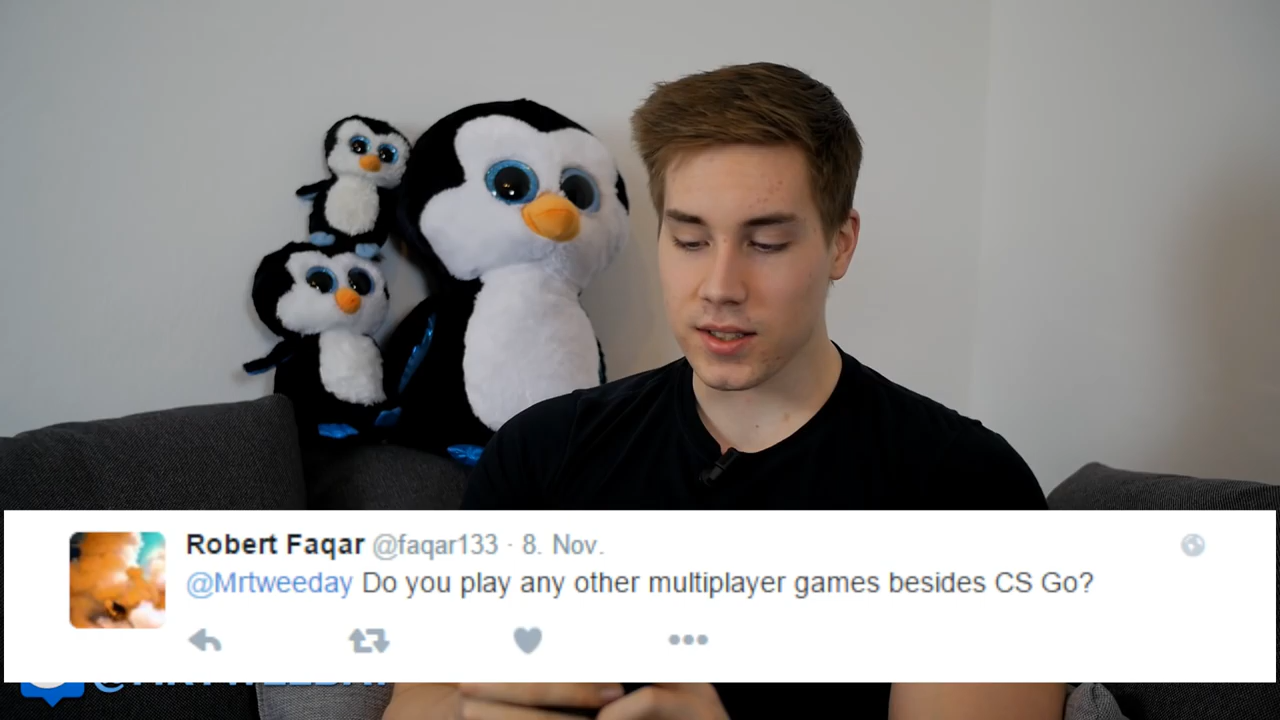 Robert Faqar @faqar133 · 8. Nov.
@Mrtweeday Do you play any other multiplayer games besides CS Go?